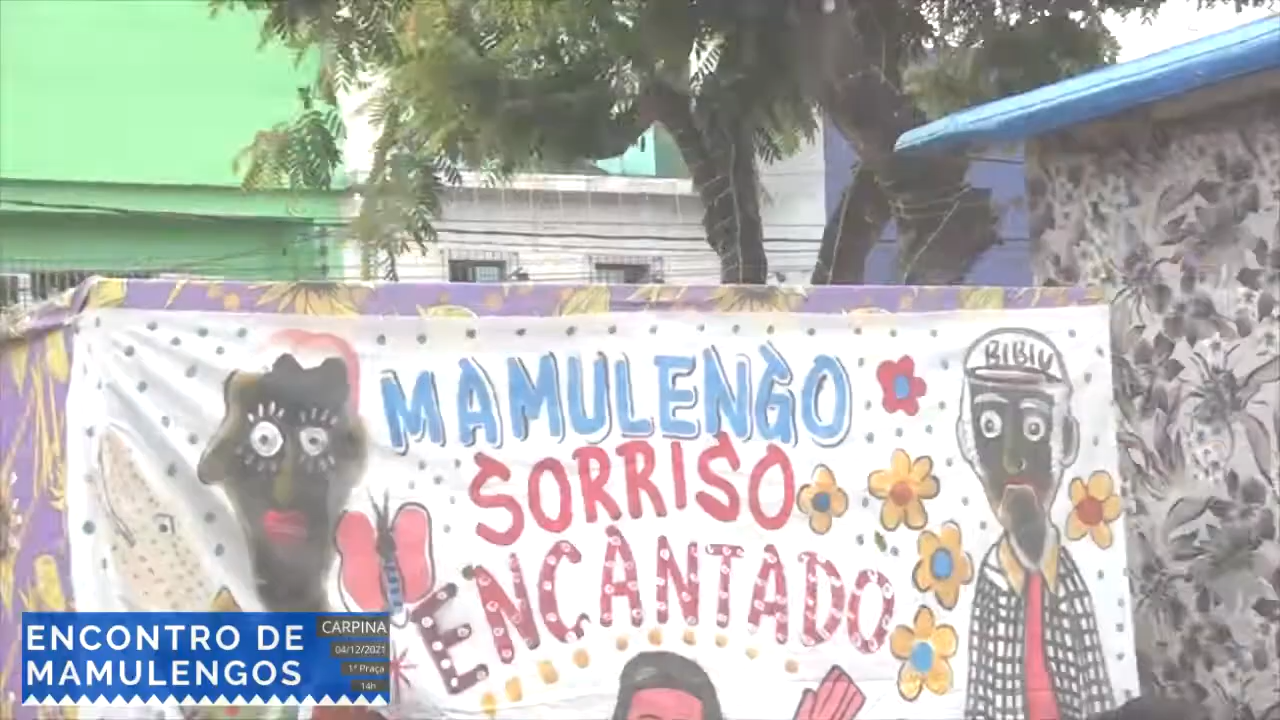 MAMULENGO
SORRISO
ENCANTADO
BIBIU
ENCONTRO DE
MAMULENGOS
CARPINA
04/12/2021
1ª Praça
14h